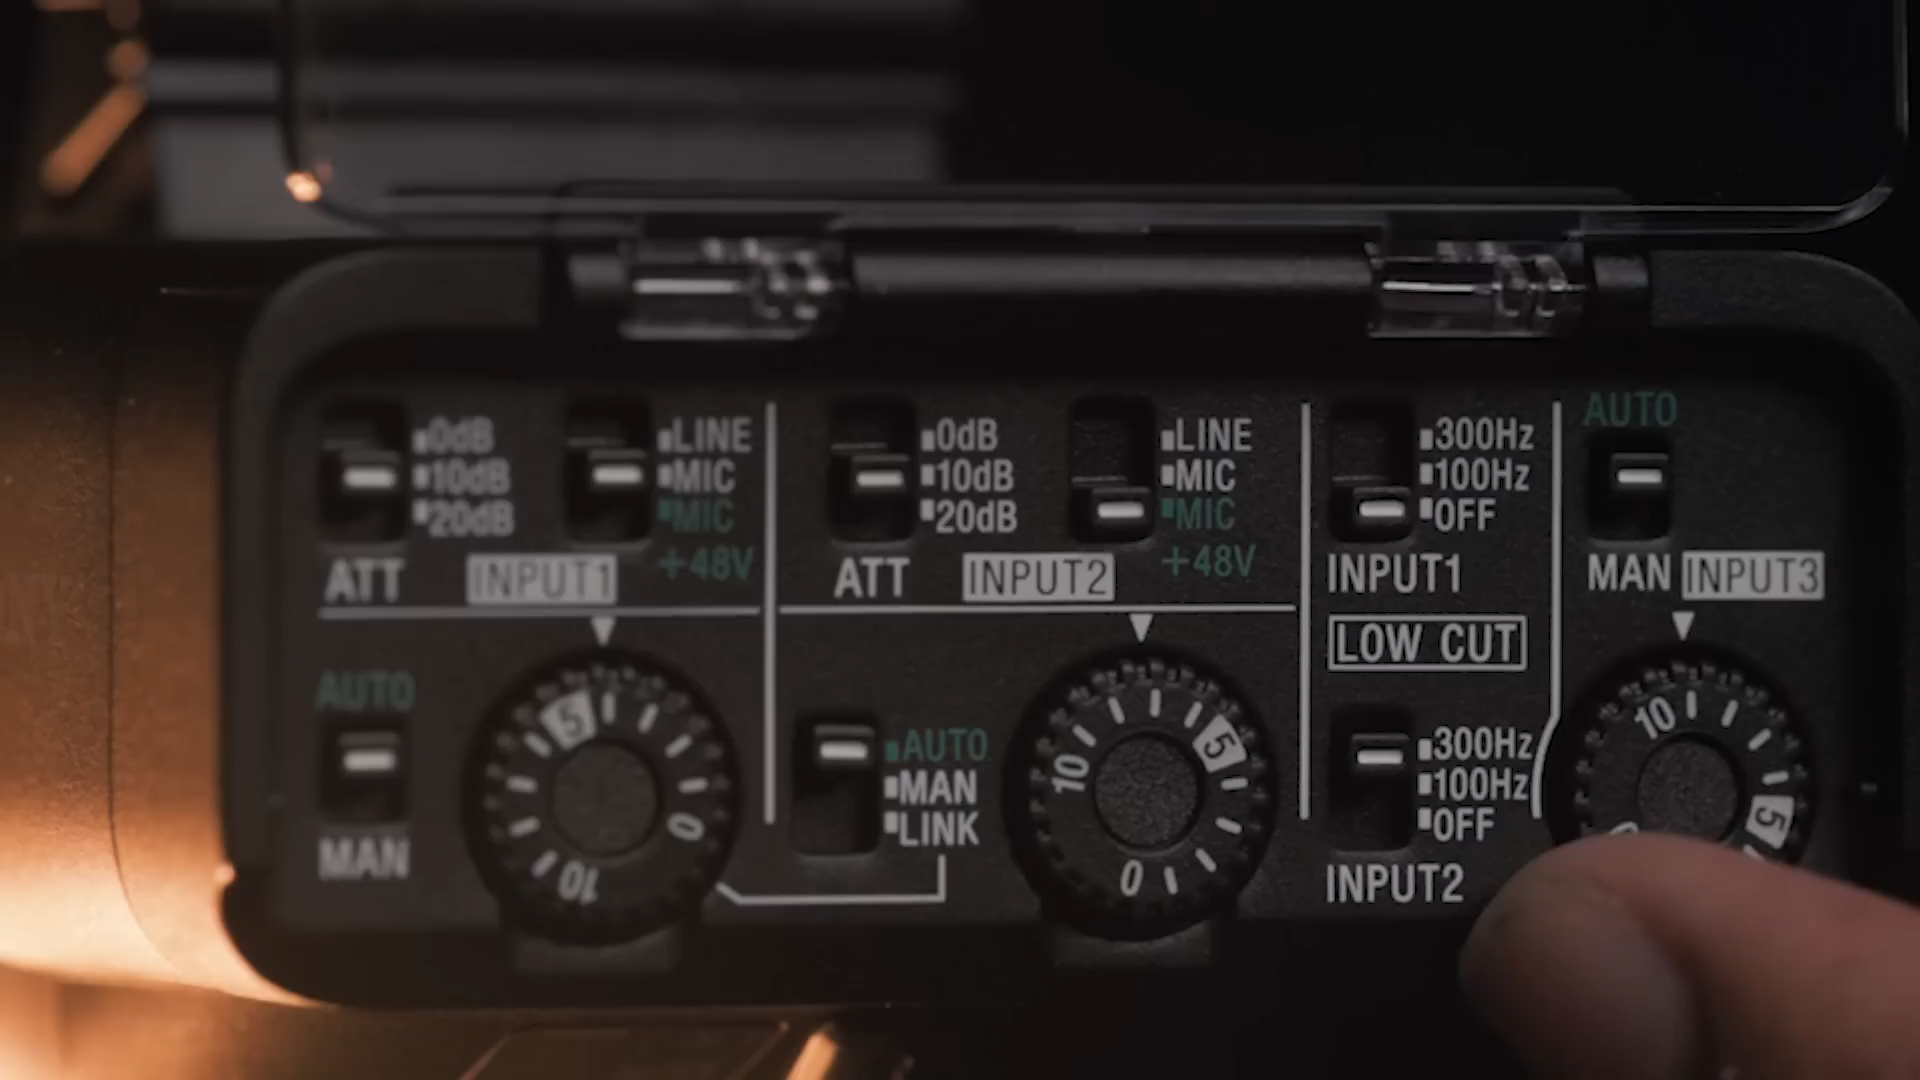 0dB
10dB
20dB
ATT
INPUT1
LINE
MIC
MIC
+48V
0dB
10dB
20dB
ATT
INPUT2
LINE
MIC
MIC
+48V
300Hz
100Hz
OFF
INPUT1
LOW CUT
AUTO
MAN
INPUT3
AUTO
MAN
5
0
10
AUTO
MAN
LINK
10
5
0
300Hz
100Hz
OFF
INPUT2
10
5